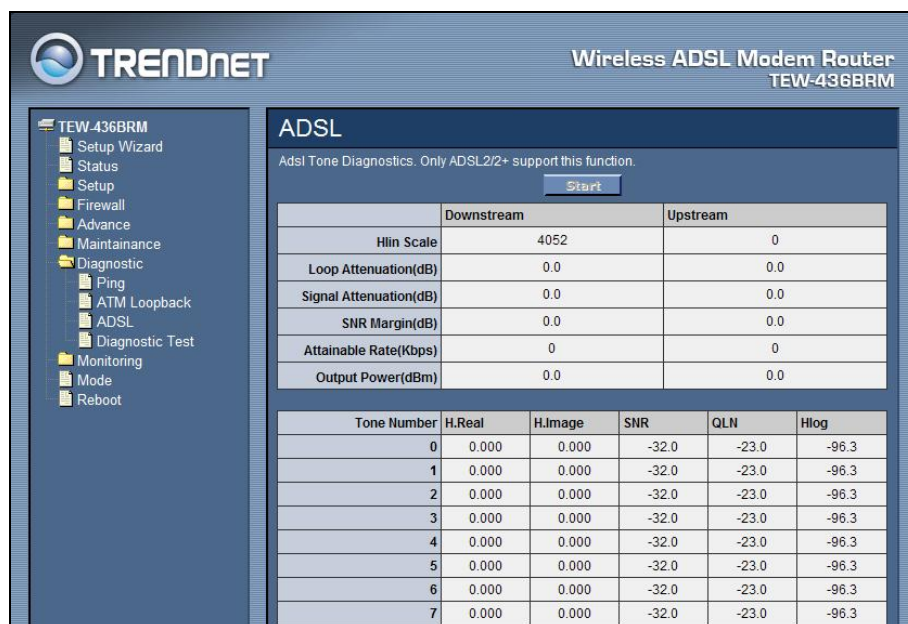 TRENDNET
Wireless ADSL Modem Router
TEW-436BRM
TEW-436BRM
Setup Wizard
Status
Setup
Firewall
Advance
Maintainance
Diagnostic
Ping
ATM Loopback
ADSL
Diagnostic Test
Monitoring
Mode
Reboot
ADSL
Adsl Tone Diagnostics. Only ADSL2/2+ support this function.
Start
Downstream Upstream
Hlin Scale 4052 0
Loop Attenuation(dB) 0.0 0.0
Signal Attenuation(dB) 0.0 0.0
SNR Margin(dB) 0.0 0.0
Attainable Rate(Kbps) 0 0
Output Power(dBm) 0.0 0.0
Tone Number H.Real H.Image SNR QLN Hlog
0 0.000 0.000 -32.0 -23.0 -96.3
1 0.000 0.000 -32.0 -23.0 -96.3
2 0.000 0.000 -32.0 -23.0 -96.3
3 0.000 0.000 -32.0 -23.0 -96.3
4 0.000 0.000 -32.0 -23.0 -96.3
5 0.000 0.000 -32.0 -23.0 -96.3
6 0.000 0.000 -32.0 -23.0 -96.3
7 0.000 0.000 -32.0 -23.0 -96.3